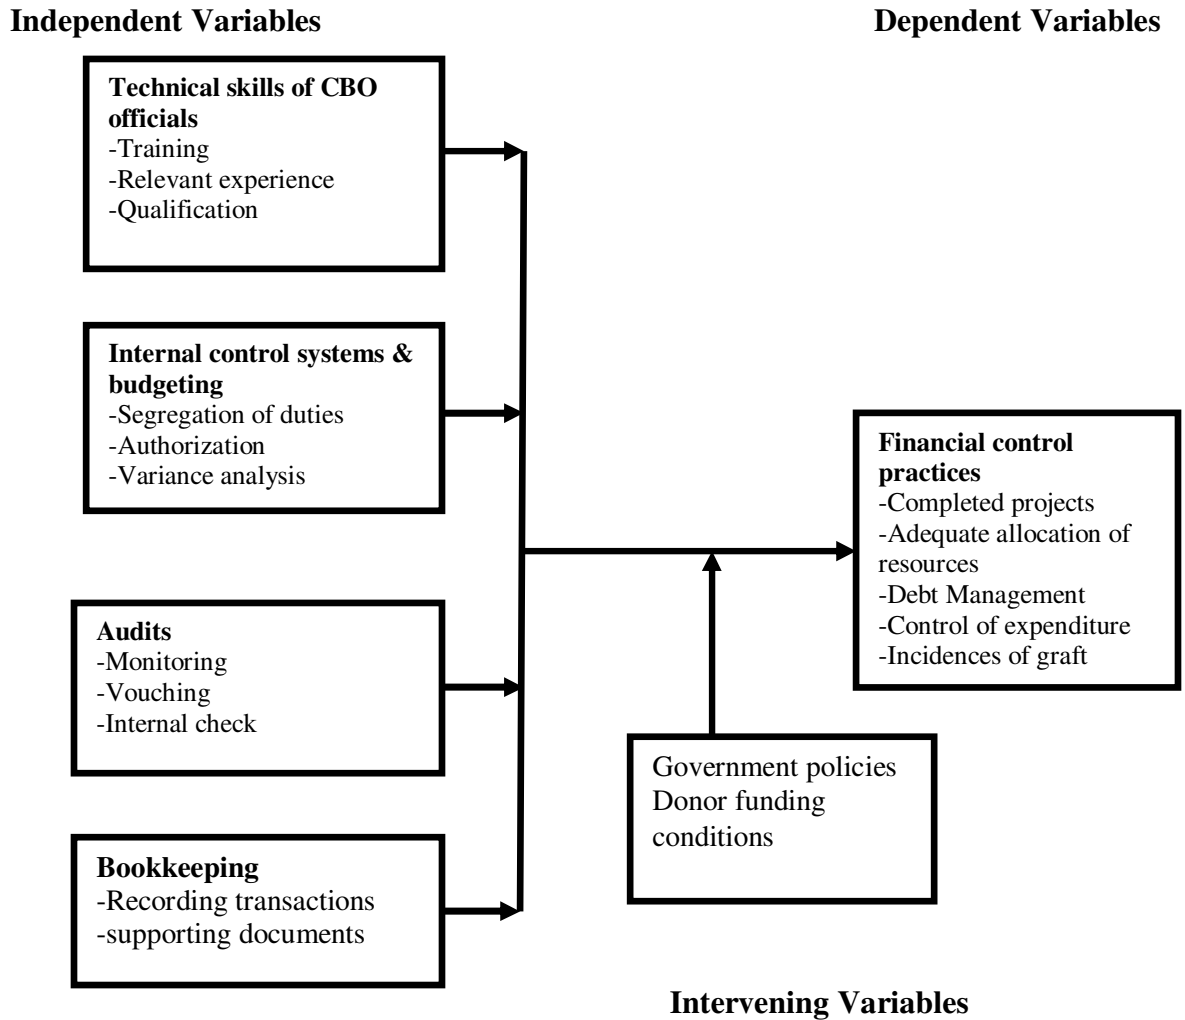 Independent Variables
Dependent Variables
Technical skills of CBO
officials
-Training
-Relevant experience
-Qualification
Internal control systems &
budgeting
-Segregation of duties
-Authorization
-Variance analysis
Audits
-Monitoring
-Vouching
-Internal check
Bookkeeping
-Recording transactions
-supporting documents
Financial control
practices
-Completed projects
-Adequate allocation of
resources
-Debt Management
-Control of expenditure
-Incidences of graft
Government policies
Donor funding
conditions
Intervening Variables